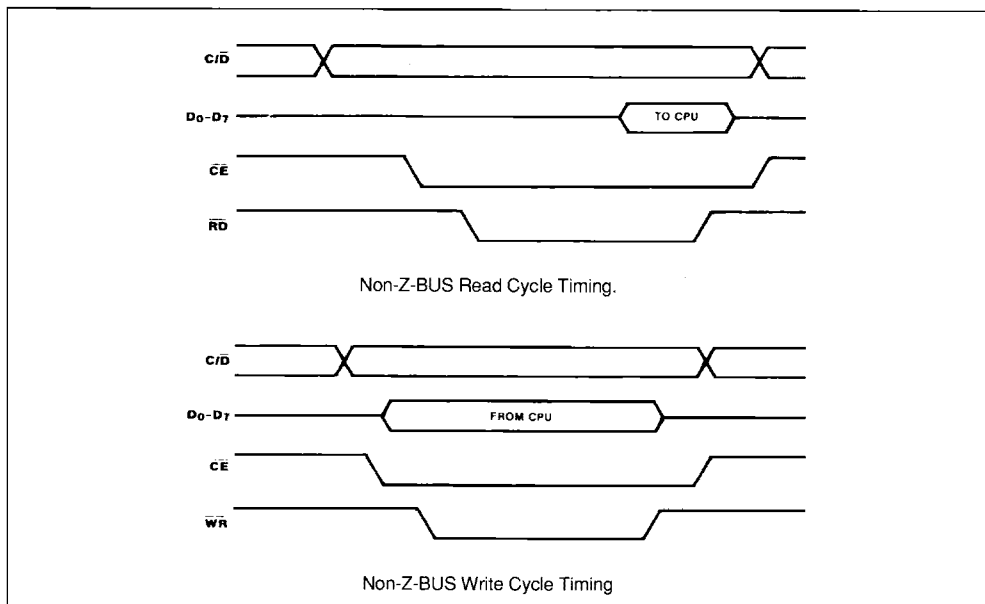 C/D̅
D0-D7 TO CPU
C̅E̅
R̅D̅
Non-Z-BUS Read Cycle Timing.
C/D̅
D0-D7 FROM CPU
C̅E̅
W̅R̅
Non-Z-BUS Write Cycle Timing